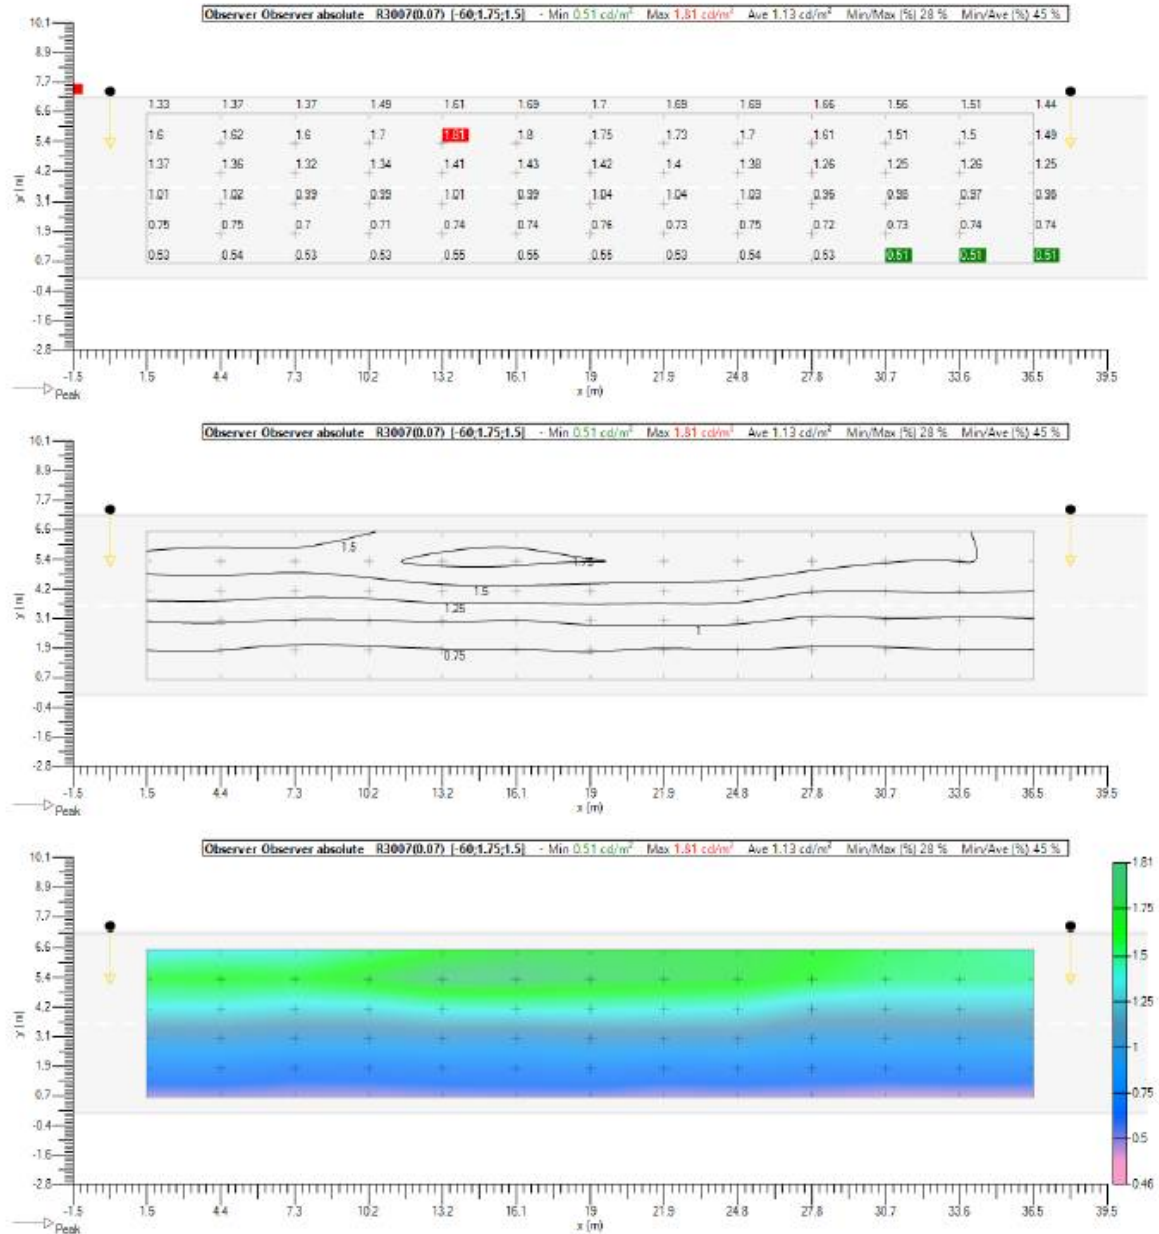 Observer Observer absolute R3007(0.07) [-60;1.75;1.5] - Min 0.51 cd/m² Max 1.81 cd/m² Ave 1.13 cd/m² Min/Max (%) 28 % Min/Ave (%) 45 %
10.1
8.9
7.7
6.6 1.33 1.37 1.37 1.49 1.61 1.69 1.7 1.69 1.69 1.66 1.56 1.51 1.44
5.4 1.6 1.62 1.6 1.7 1.81 1.8 1.75 1.73 1.7 1.61 1.51 1.5 1.49
4.2 1.37 1.36 1.32 1.34 1.41 1.43 1.42 1.4 1.38 1.26 1.25 1.26 1.25
y [m]
3.1 1.01 1.02 0.99 0.99 1.01 0.99 1.04 1.04 1.03 0.96 0.98 0.97 0.98
1.9 0.75 0.75 0.7 0.71 0.74 0.74 0.76 0.73 0.75 0.72 0.73 0.74 0.74
0.7 0.53 0.54 0.53 0.53 0.55 0.55 0.55 0.53 0.54 0.53 0.51 0.51 0.51
-0.4
-1.6
-2.8
-1.5 1.5 4.4 7.3 10.2 13.2 16.1 19 21.9 24.8 27.8 30.7 33.6 36.5 39.5
Peak x (m)
Observer Observer absolute R3007(0.07) [-60;1.75;1.5] - Min 0.51 cd/m² Max 1.81 cd/m² Ave 1.13 cd/m² Min/Max (%) 28 % Min/Ave (%) 45 %
10.1
8.9
7.7
6.6
1.5
5.4 1.75
4.2 1.5
1.25
y [m]
3.1
1
1.9
0.75
0.7
-0.4
-1.6
-2.8
-1.5 1.5 4.4 7.3 10.2 13.2 16.1 19 21.9 24.8 27.8 30.7 33.6 36.5 39.5
Peak x (m)
Observer Observer absolute R3007(0.07) [-60;1.75;1.5] - Min 0.51 cd/m² Max 1.81 cd/m² Ave 1.13 cd/m² Min/Max (%) 28 % Min/Ave (%) 45 %
10.1 1.81
8.9
7.7 1.75
6.6
5.4 1.5
4.2 1.25
y [m]
3.1 1
1.9
0.7 0.75
-0.4 0.5
-1.6
-2.8 0.46
-1.5 1.5 4.4 7.3 10.2 13.2 16.1 19 21.9 24.8 27.8 30.7 33.6 36.5 39.5
Peak x (m)